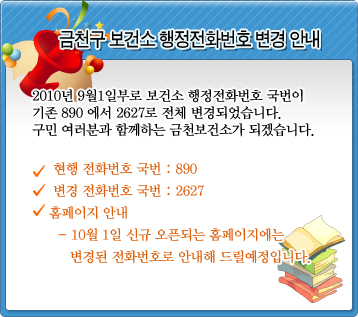 금천구 보건소 행정전화번호 변경 안내
2010년 9월1일부로 보건소 행정전화번호 국번이
기존 890 에서 2627로 전체 변경되었습니다.
구민 여러분과 함께하는 금천보건소가 되겠습니다.
현행 전화번호 국번 : 890
변경 전화번호 국번 : 2627
홈페이지 안내
- 10월 1일 신규 오픈되는 홈페이지에는
변경된 전화번호로 안내해 드릴예정입니다.